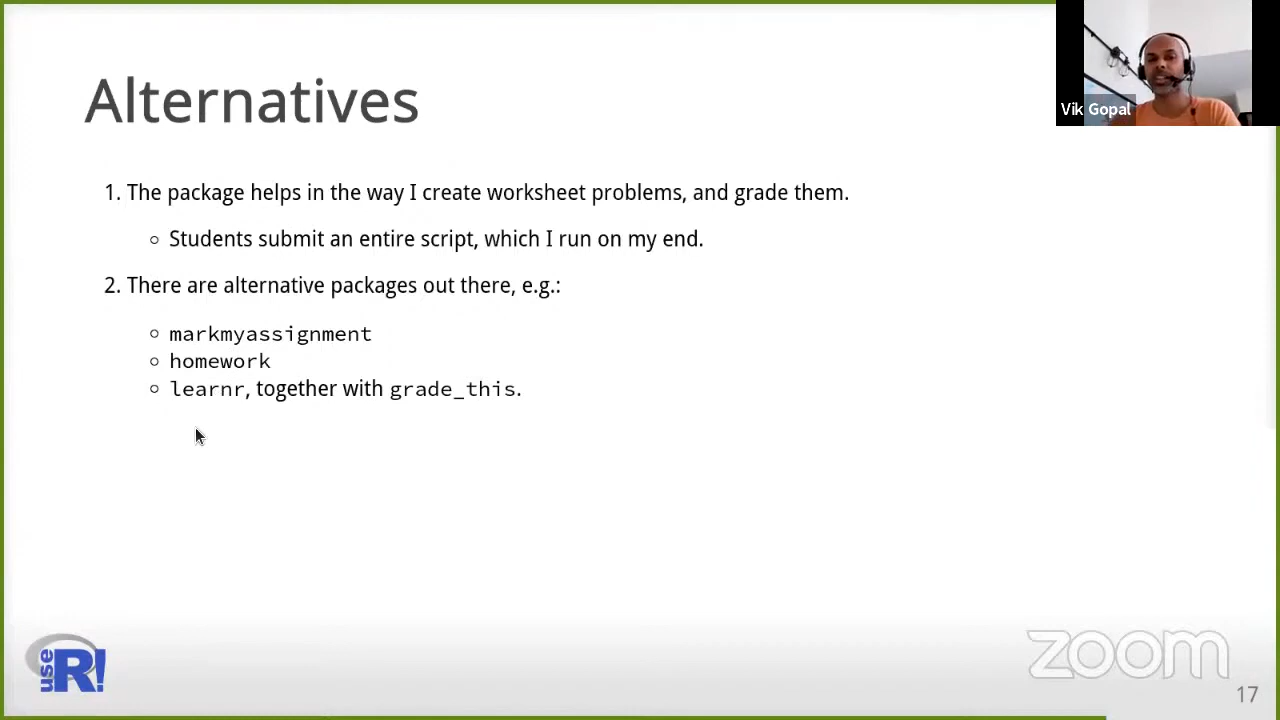 Alternatives
Vik Gopal
1. The package helps in the way I create worksheet problems, and grade them.
Students submit an entire script, which I run on my end.
2. There are alternative packages out there, e.g.:
markmyassignment
homework
learnr, together with grade_this.
use R!
zoom
17